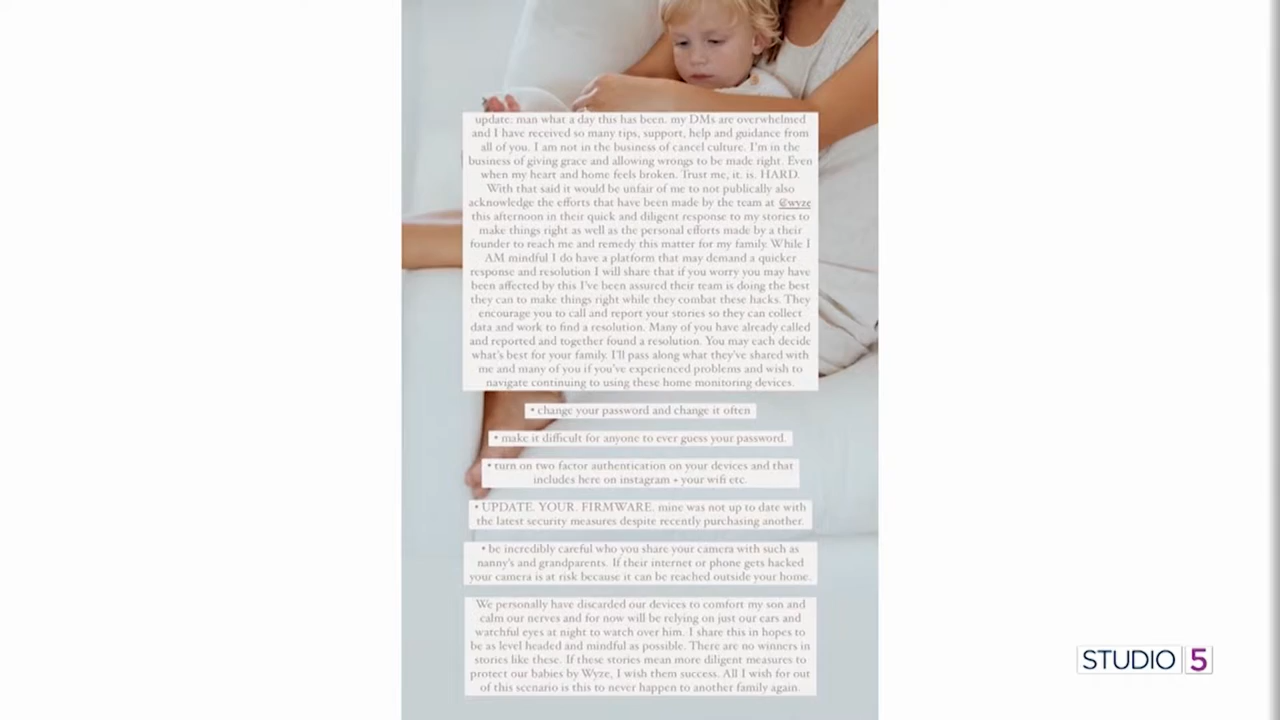 update: man what a day this has been. my DMs are overwhelmed
and I have received so many tips, support, help and guidance from
all of you. I am not in the business of cancel culture. I'm in the
business of giving grace and allowing wrongs to be made right. Even
when my heart and home feels broken. Trust me, it. is. HARD.
With that said it would be unfair of me to not publically also
acknowledge the efforts that have been made by the team at @wyze
this afternoon in their quick and diligent response to my stories to
make things right as well as the personal efforts made by a their
founder to reach me and remedy this matter for my family. While I
AM mindful I do have a platform that may demand a quicker
response and resolution I will share that if you worry you may have
been affected by this I've been assured their team is doing the best
they can to make things right while they combat these hacks. They
encourage you to call and report your stories so they can collect
data and work to find a resolution. Many of you have already called
and reported and together found a resolution. You may each decide
what's best for your family. I'll pass along what they've shared with
me and many of you if you've experienced problems and wish to
navigate continuing to using these home monitoring devices.
• change your password and change it often
• make it difficult for anyone to ever guess your password.
• turn on two factor authentication on your devices and that
includes here on instagram + your wifi etc.
• UPDATE. YOUR. FIRMWARE. mine was not up to date with
the latest security measures despite recently purchasing another.
• be incredibly careful who you share your camera with such as
nanny's and grandparents. If their internet or phone gets hacked
your camera is at risk because it can be reached outside your home.
We personally have discarded our devices to comfort my son and
calm our nerves and for now will be relying on just our ears and
watchful eyes at night to watch over him. I share this in hopes to
be as level headed and mindful as possible. There are no winners in
stories like these. If these stories mean more diligent measures to
protect our babies by Wyze, I wish them success. All I wish for out
of this scenario is this to never happen to another family again.
STUDIO 5